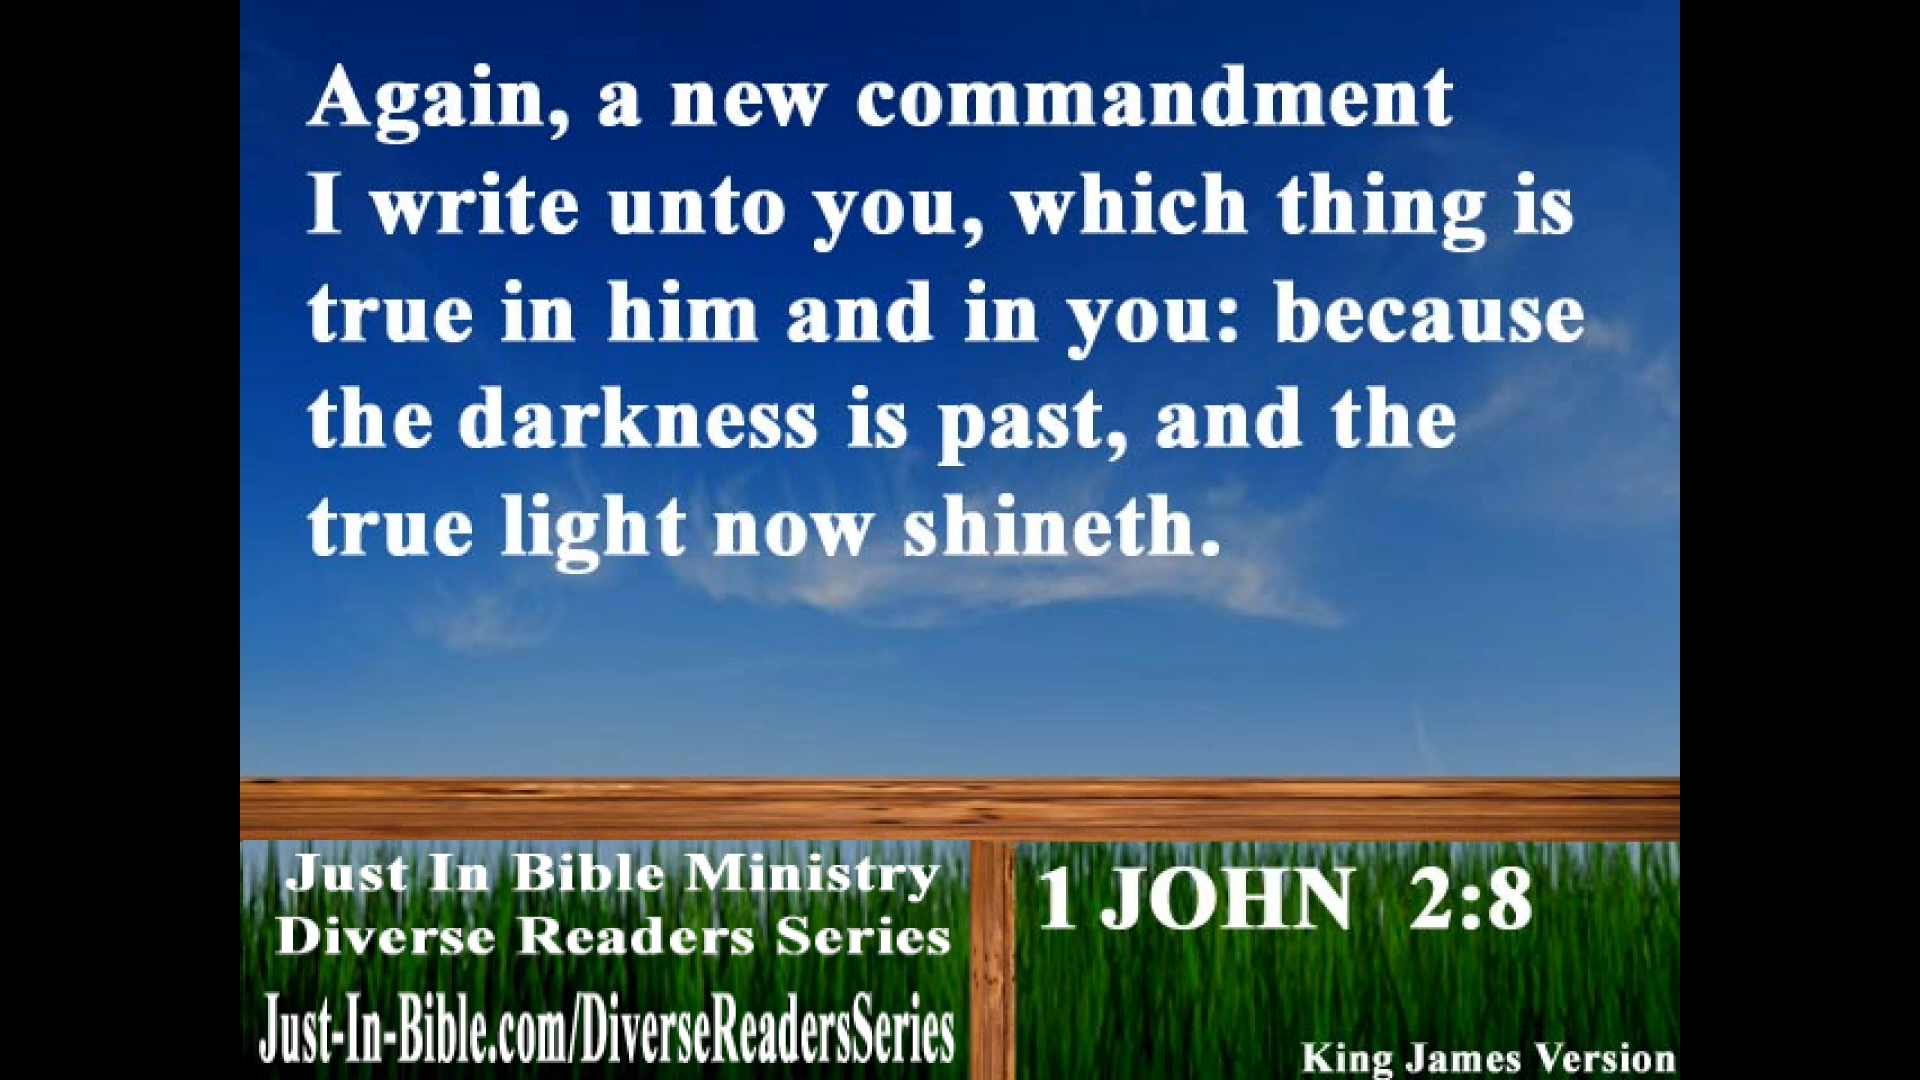 Again, a new commandment
I write unto you, which thing is
true in him and in you: because
the darkness is past, and the
true light now shineth.
Just In Bible Ministry
Diverse Readers Series
Just-In-Bible.com/DiverseReadersSeries
1 JOHN 2:8
King James Version